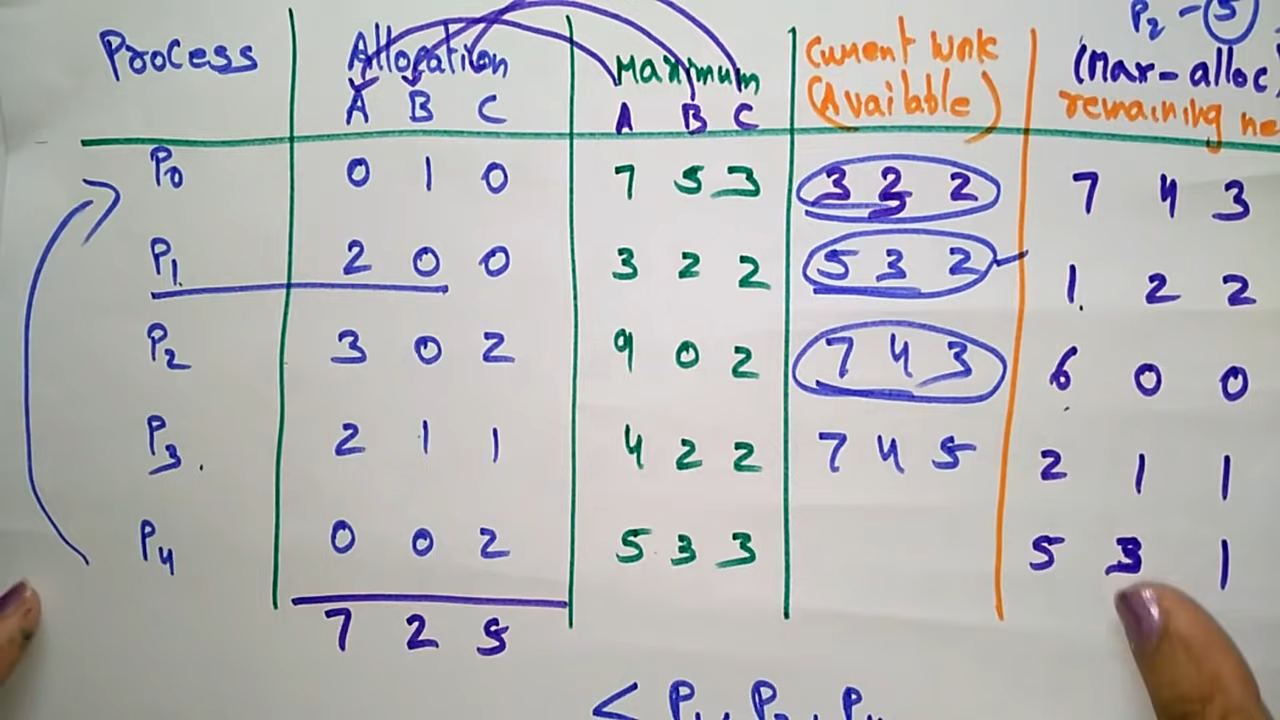 P2 - 5
Process Allocation Maximum Current Work (Max - alloc)
A B C A B C (Available) remaining ne
P0 0 1 0 7 5 3 3 3 2 7 4 3
P1 2 0 0 3 2 2 5 3 2 1 2 2
P2 3 0 2 9 0 2 7 4 3 6 0 0
P3 2 1 1 4 2 2 7 4 5 2 1 1
P4 0 0 2 5 3 3 5 3 1
7 2 5
< P1, P3, P4